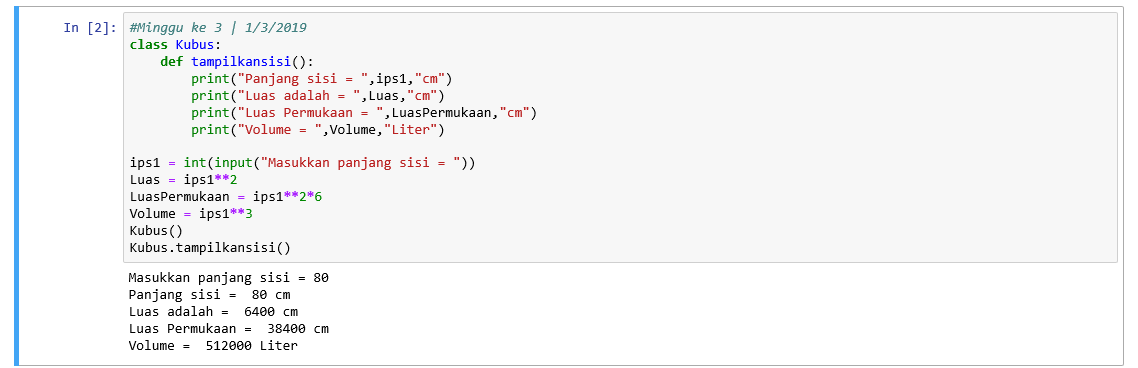 In [2]: #Minggu ke 3 | 1/3/2019
class Kubus:
    def tampilkansisi():
        print("Panjang sisi = ",ips1,"cm")
        print("Luas adalah = ",Luas,"cm")
        print("Luas Permukaan = ",LuasPermukaan,"cm")
        print("Volume = ",Volume,"Liter")

ips1 = int(input("Masukkan panjang sisi = "))
Luas = ips1**2
LuasPermukaan = ips1**2*6
Volume = ips1**3
Kubus()
Kubus.tampilkansisi()
Masukkan panjang sisi = 80
Panjang sisi =  80 cm
Luas adalah =  6400 cm
Luas Permukaan =  38400 cm
Volume =  512000 Liter